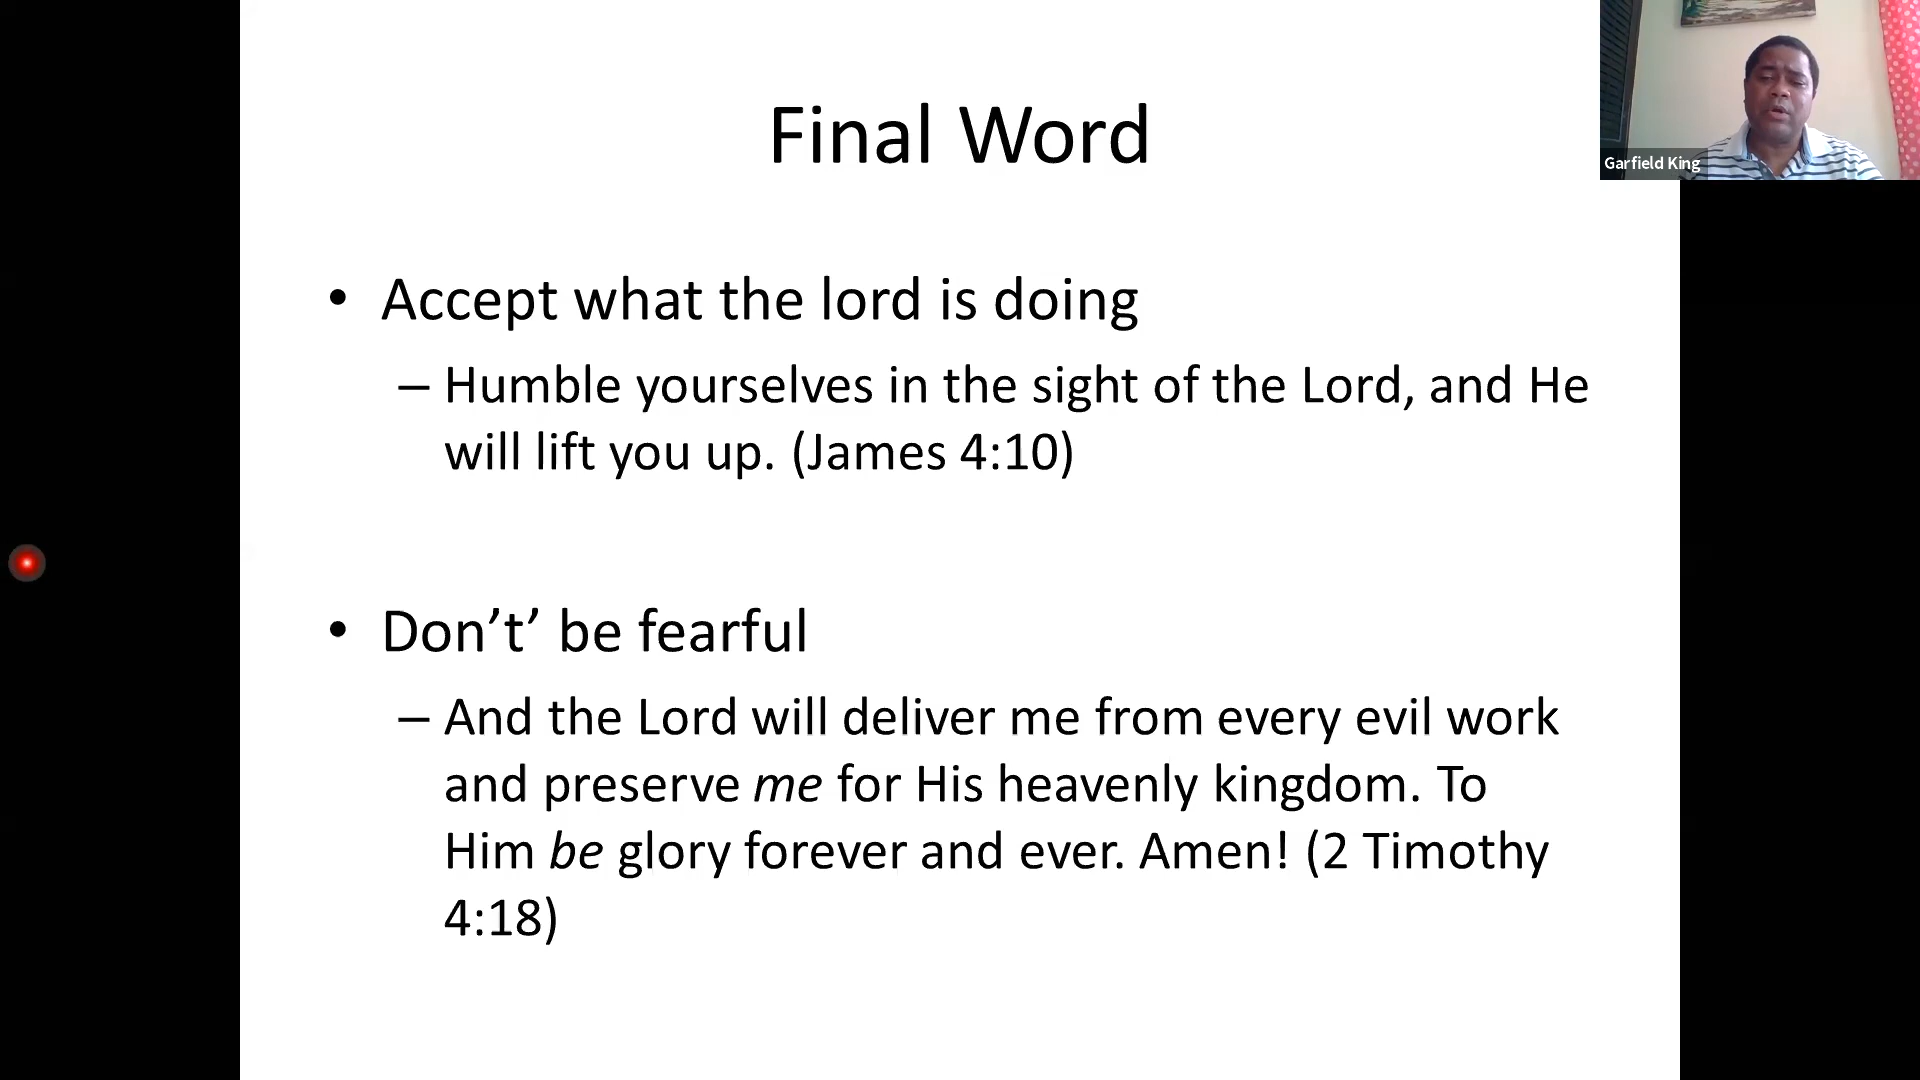 Final Word
Garfield King
• Accept what the lord is doing
– Humble yourselves in the sight of the Lord, and He
will lift you up. (James 4:10)
• Don’t’ be fearful
– And the Lord will deliver me from every evil work
and preserve me for His heavenly kingdom. To
Him be glory forever and ever. Amen! (2 Timothy
4:18)